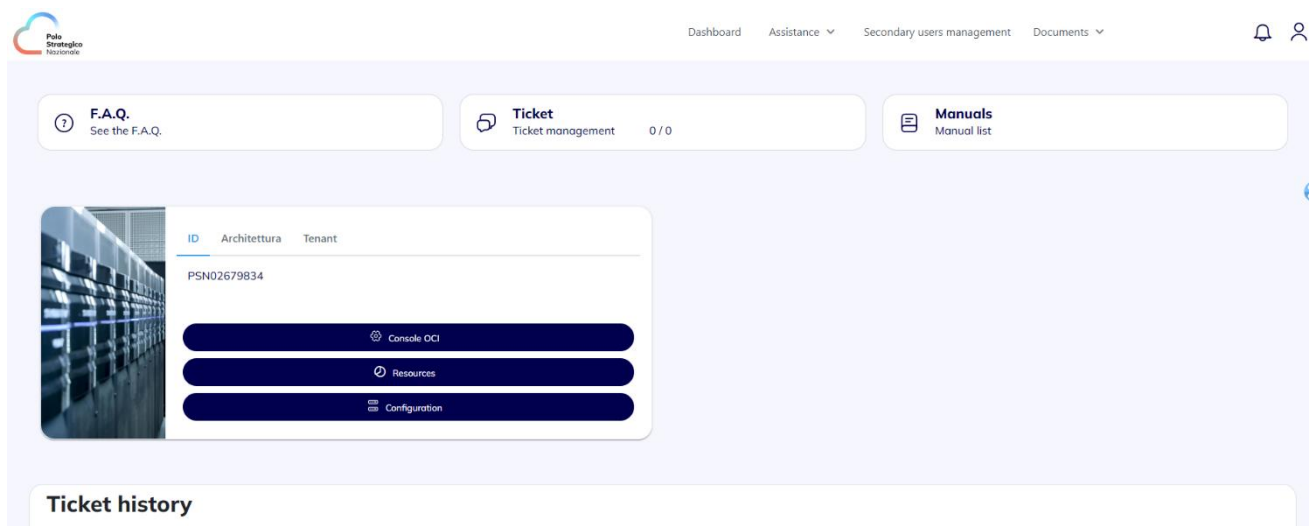 Polo
Strategico
Nazionale
Dashboard Assistance Secondary users management Documents
F.A.Q.
See the F.A.Q.
Ticket
Ticket management 0 / 0
Manuals
Manual list
ID Architettura Tenant
PSN02679834
Console OCI
Resources
Configuration
Ticket history